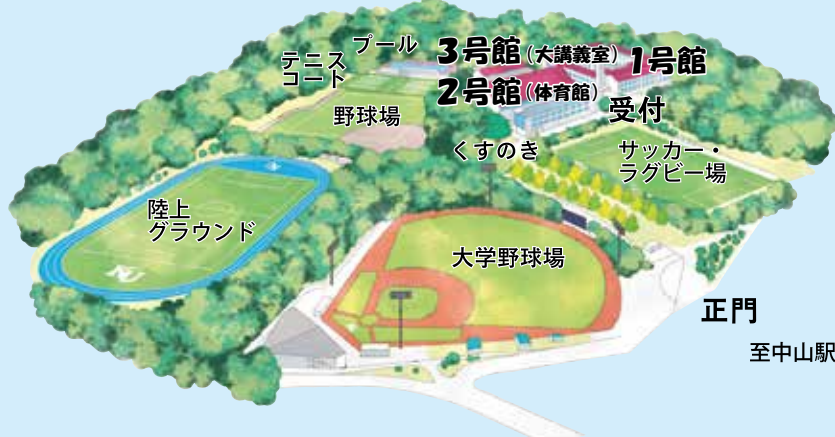 プール
3号館(大講義室)
1号館
テニス
コート
2号館(体育館)
受付
野球場
くすのき
サッカー・
ラグビー場
陸上
グラウンド
大学野球場
NU
正門
至中山駅